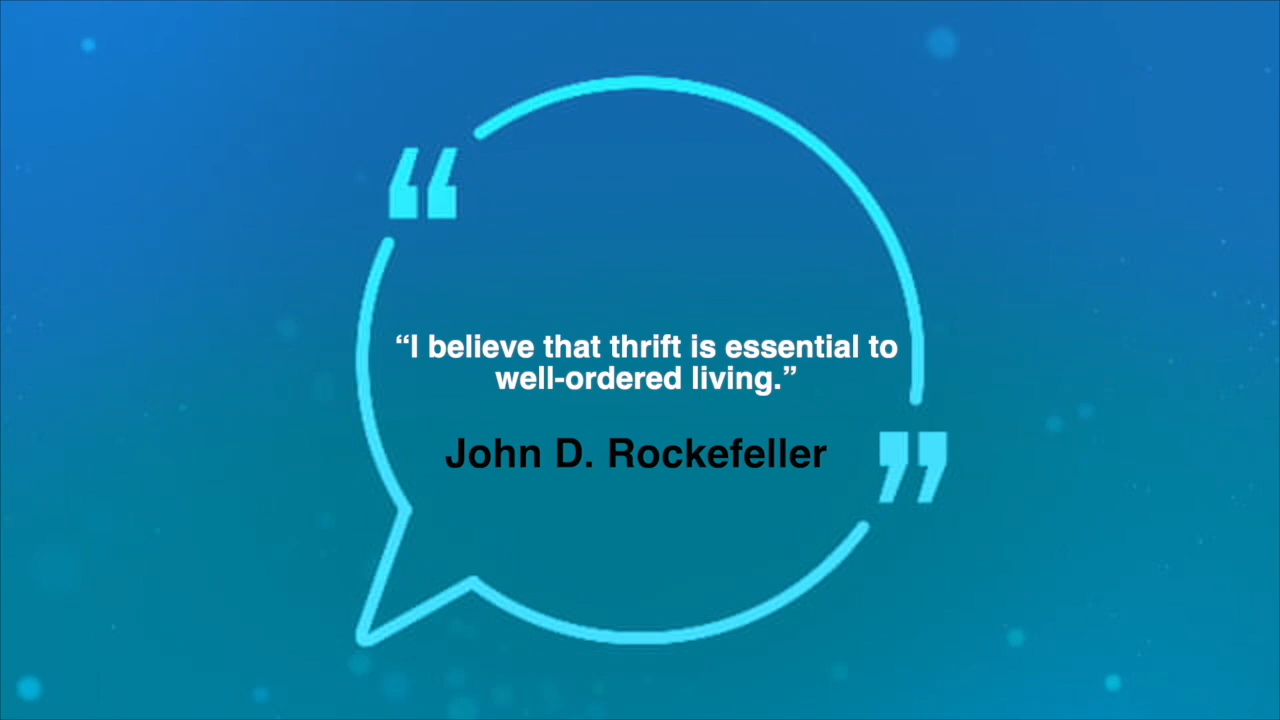 “I believe that thrift is essential to
well-ordered living.”
John D. Rockefeller